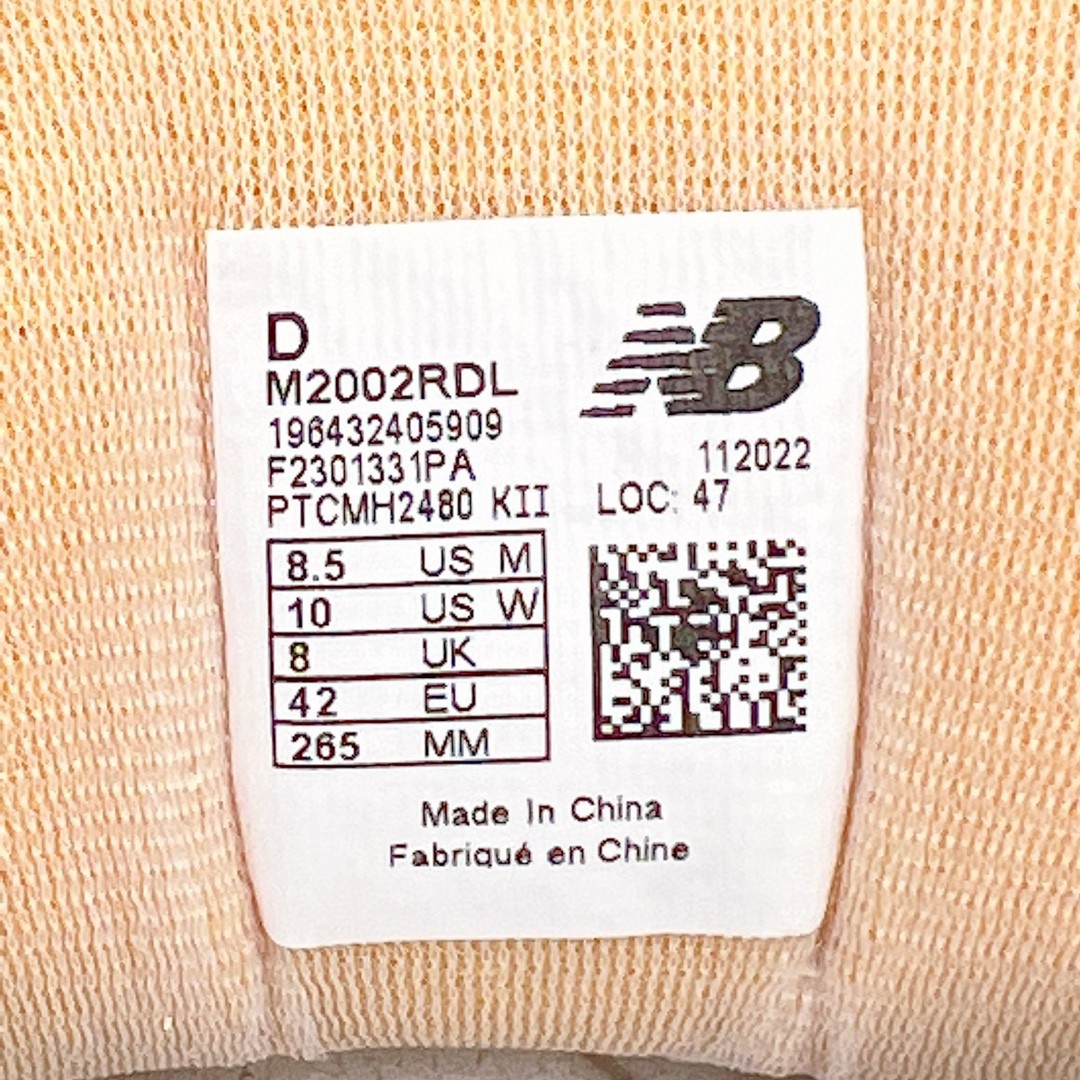 D
NB
M2002RDL
196432405909
F2301331PA 112022
PTCMH2480 KII LOC: 47
8.5 US M
10 US W
8 UK
42 EU
265 MM
Made In China
Fabriqué en Chine